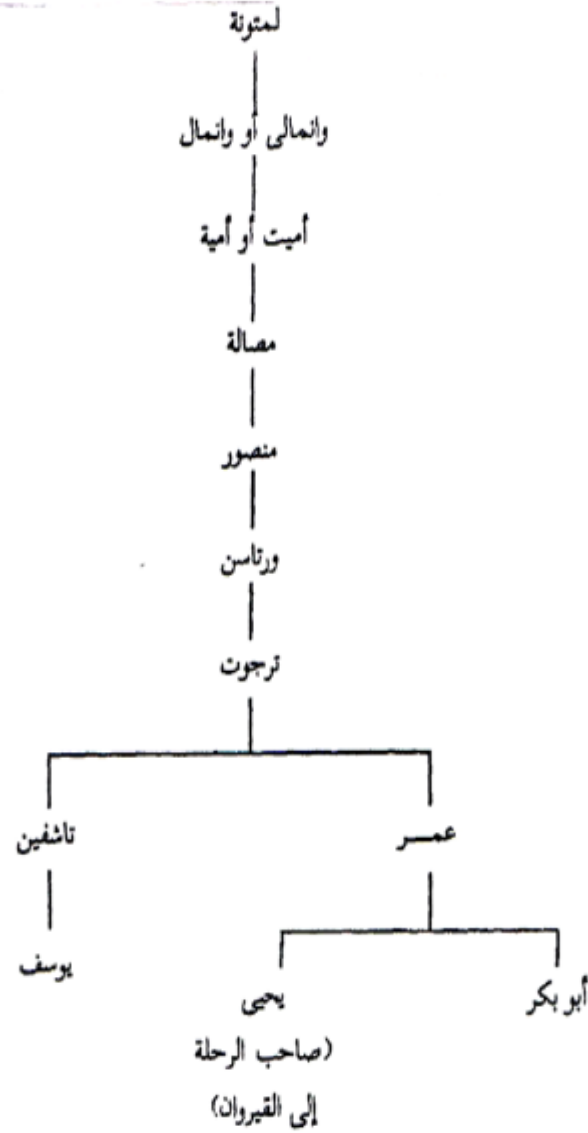 لمتونة
وانمالى أو وانمال
أميت أو أمية
مصالة
منصور
ورتاسن
ترجوت
عمـــر
تاشفين
أبو بكر
يحيى
يوسف
(صاحب الرحلة
إلى القيروان)